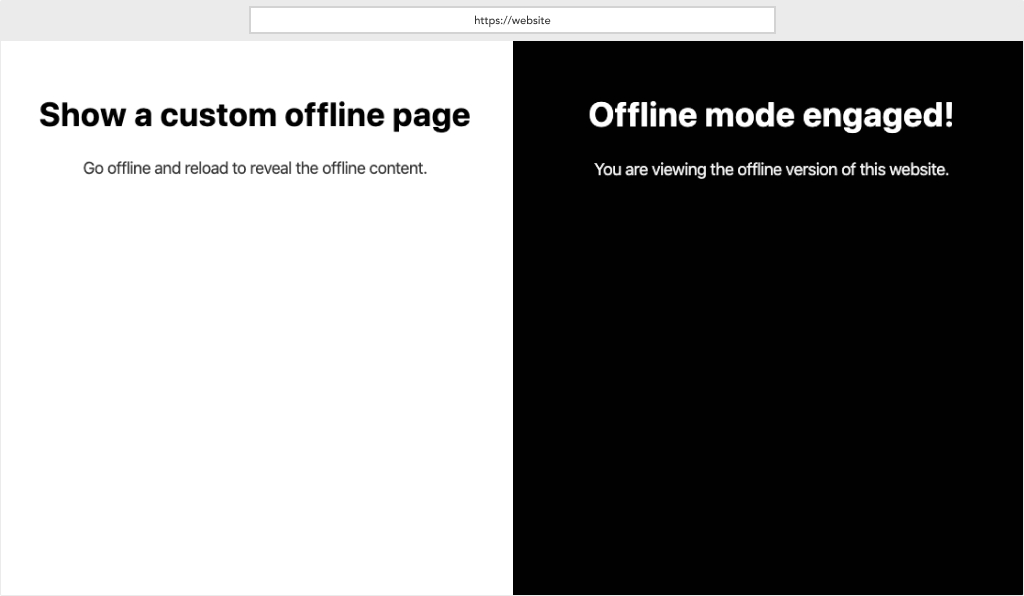 https://website
Show a custom offline page
Go offline and reload to reveal the offline content.
Offline mode engaged!
You are viewing the offline version of this website.